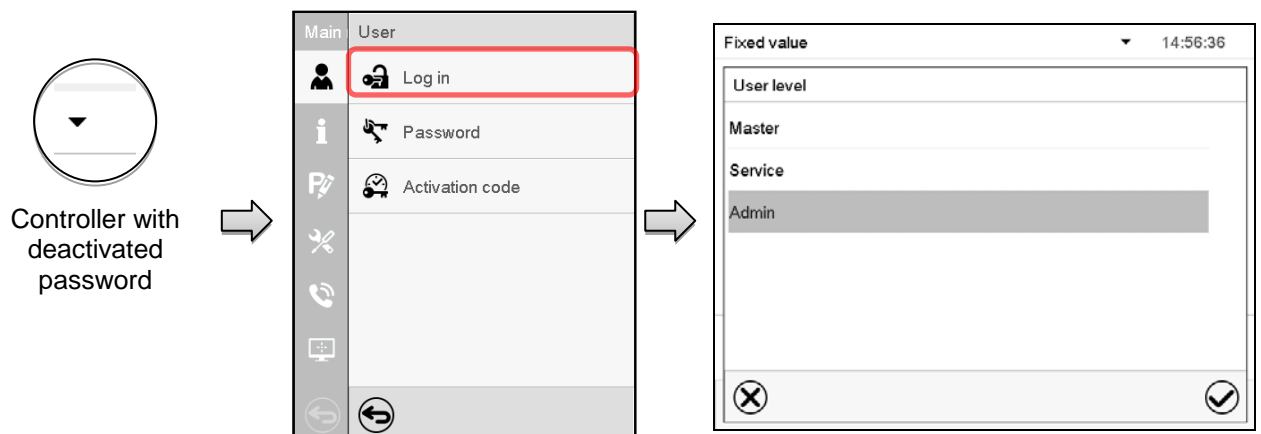 Controller with
deactivated
password
Main
User
Log in
Password
Activation code
Fixed value
14:56:36
User level
Master
Service
Admin